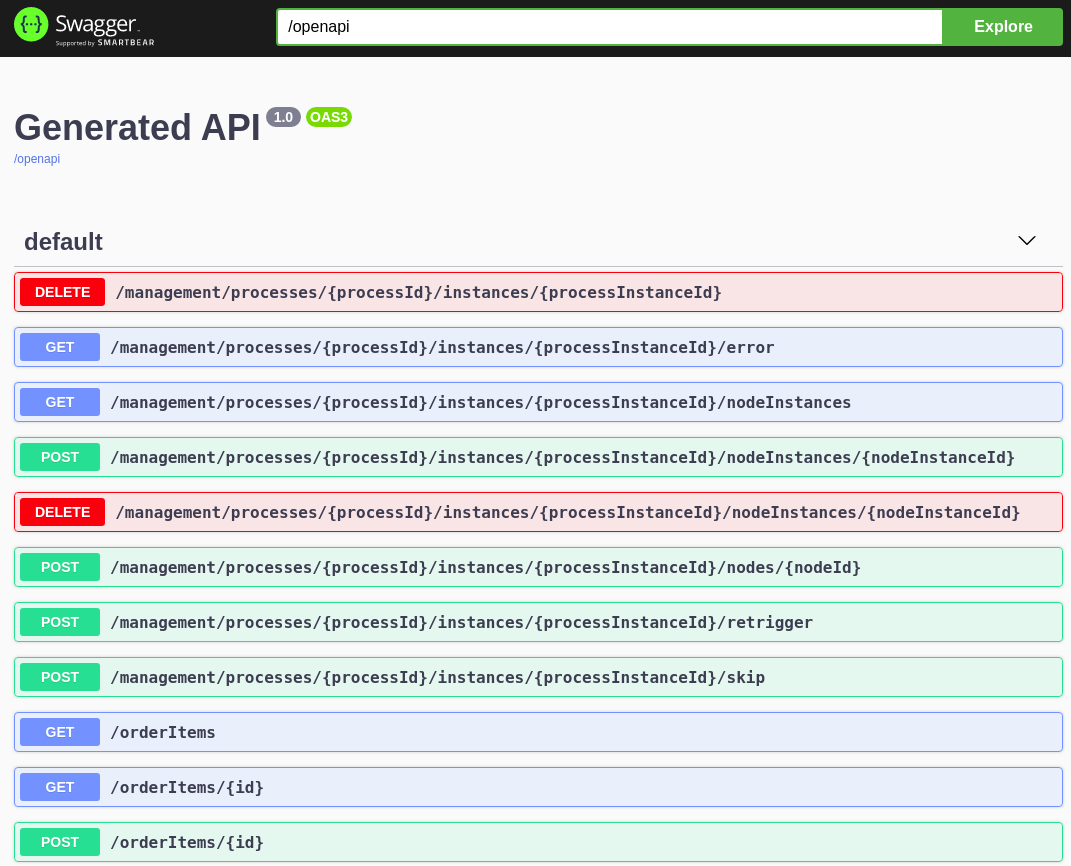 Swagger.
Supported by SMARTBEAR
/openapi
Explore
Generated API 1.0 OAS3
/openapi
default
DELETE /management/processes/{processId}/instances/{processInstanceId}
GET /management/processes/{processId}/instances/{processInstanceId}/error
GET /management/processes/{processId}/instances/{processInstanceId}/nodeInstances
POST /management/processes/{processId}/instances/{processInstanceId}/nodeInstances/{nodeInstanceId}
DELETE /management/processes/{processId}/instances/{processInstanceId}/nodeInstances/{nodeInstanceId}
POST /management/processes/{processId}/instances/{processInstanceId}/nodes/{nodeId}
POST /management/processes/{processId}/instances/{processInstanceId}/retrigger
POST /management/processes/{processId}/instances/{processInstanceId}/skip
GET /orderItems
GET /orderItems/{id}
POST /orderItems/{id}